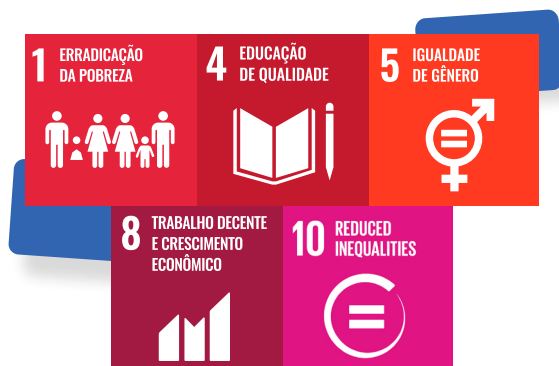 1 ERRADICAÇÃO
DA POBREZA
4 EDUCAÇÃO
DE QUALIDADE
5 IGUALDADE
DE GÊNERO
8 TRABALHO DECENTE
E CRESCIMENTO
ECONÔMICO
10 REDUCED
INEQUALITIES